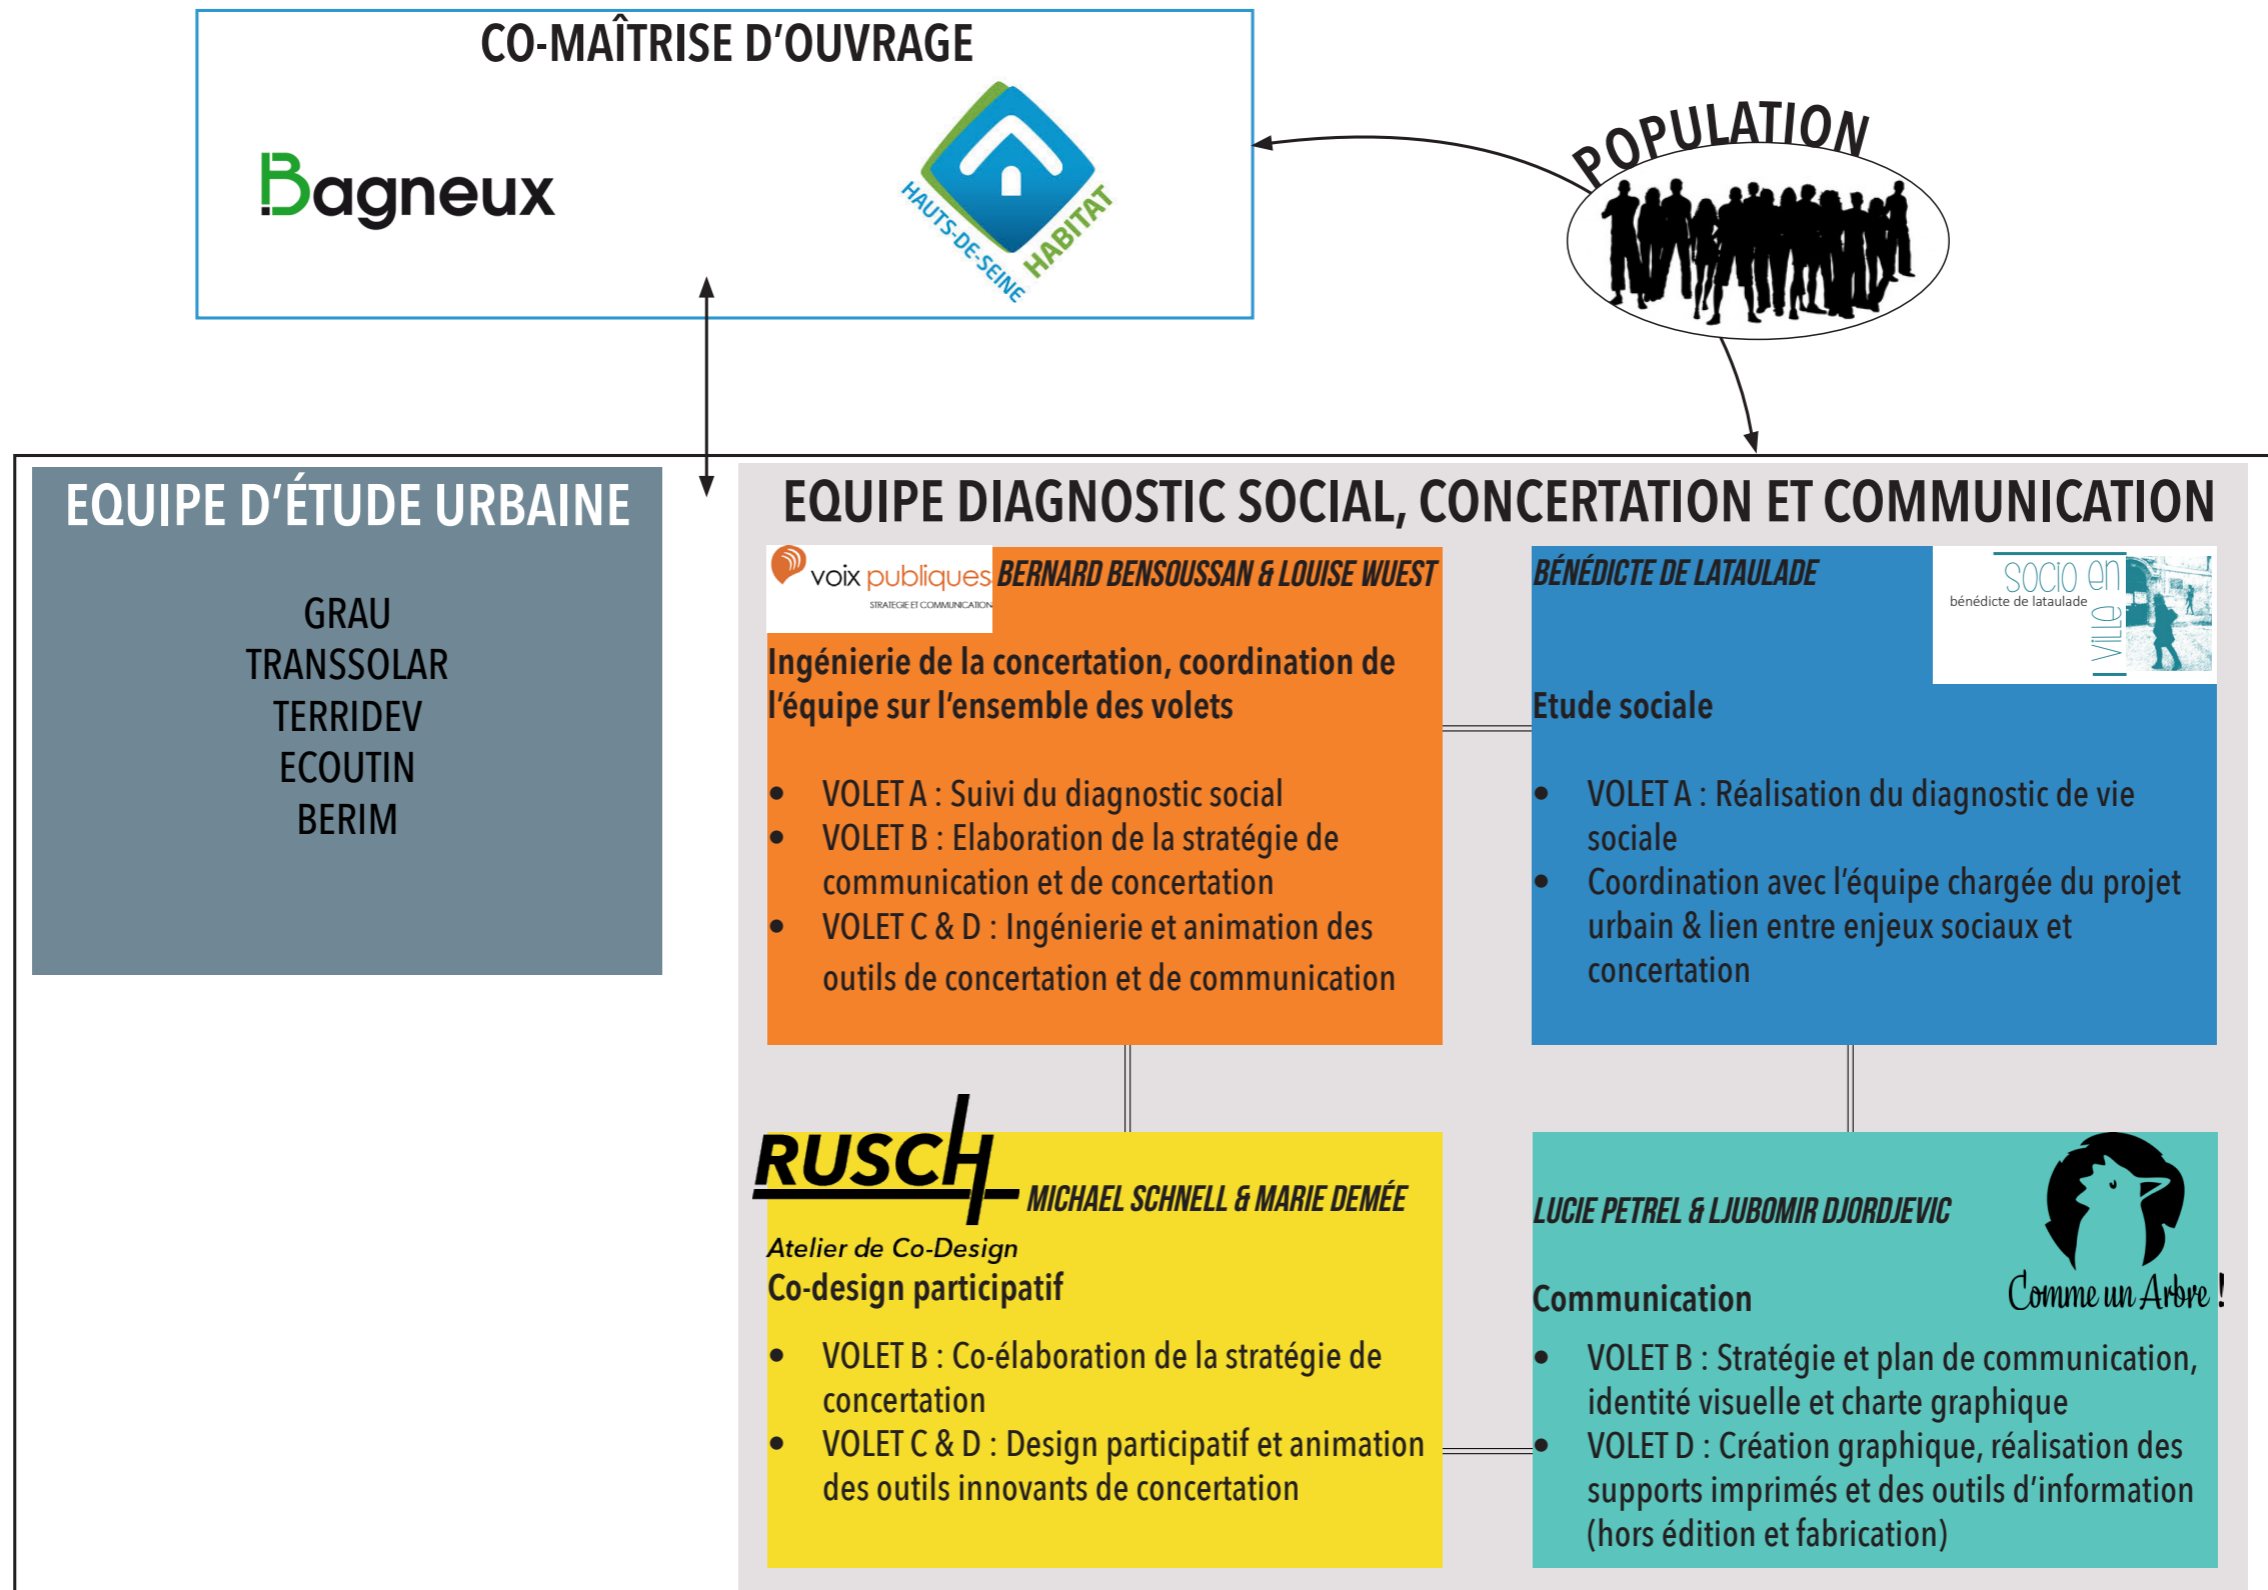 CO-MAÎTRISE D'OUVRAGE
Bagneux
HAUTS-DE-SEINE
HABITAT
POPULATION
EQUIPE D'ÉTUDE URBAINE
GRAU
TRANSSOLAR
TERRIDEV
ECOUTIN
BERIM
EQUIPE DIAGNOSTIC SOCIAL, CONCERTATION ET COMMUNICATION
voix publiques
STRATEGIE ET COMMUNICATION
BERNARD BENSOUSSAN & LOUISE WUEST
Ingénierie de la concertation, coordination de
l'équipe sur l'ensemble des volets
• VOLET A : Suivi du diagnostic social
• VOLET B : Elaboration de la stratégie de
communication et de concertation
• VOLET C & D : Ingénierie et animation des
outils de concertation et de communication
BÉNÉDICTE DE LATAULADE
SOCIO en
bénédicte de lataulade
ville
Etude sociale
• VOLET A : Réalisation du diagnostic de vie
sociale
• Coordination avec l'équipe chargée du projet
urbain & lien entre enjeux sociaux et
concertation
RUSCH
MICHAEL SCHNELL & MARIE DEMÉE
Atelier de Co-Design
Co-design participatif
• VOLET B : Co-élaboration de la stratégie de
concertation
• VOLET C & D : Design participatif et animation
des outils innovants de concertation
LUCIE PETREL & LJUBOMIR DJORDJEVIC
Comme un Arbre !
Communication
• VOLET B : Stratégie et plan de communication,
identité visuelle et charte graphique
• VOLET D : Création graphique, réalisation des
supports imprimés et des outils d'information
(hors édition et fabrication)